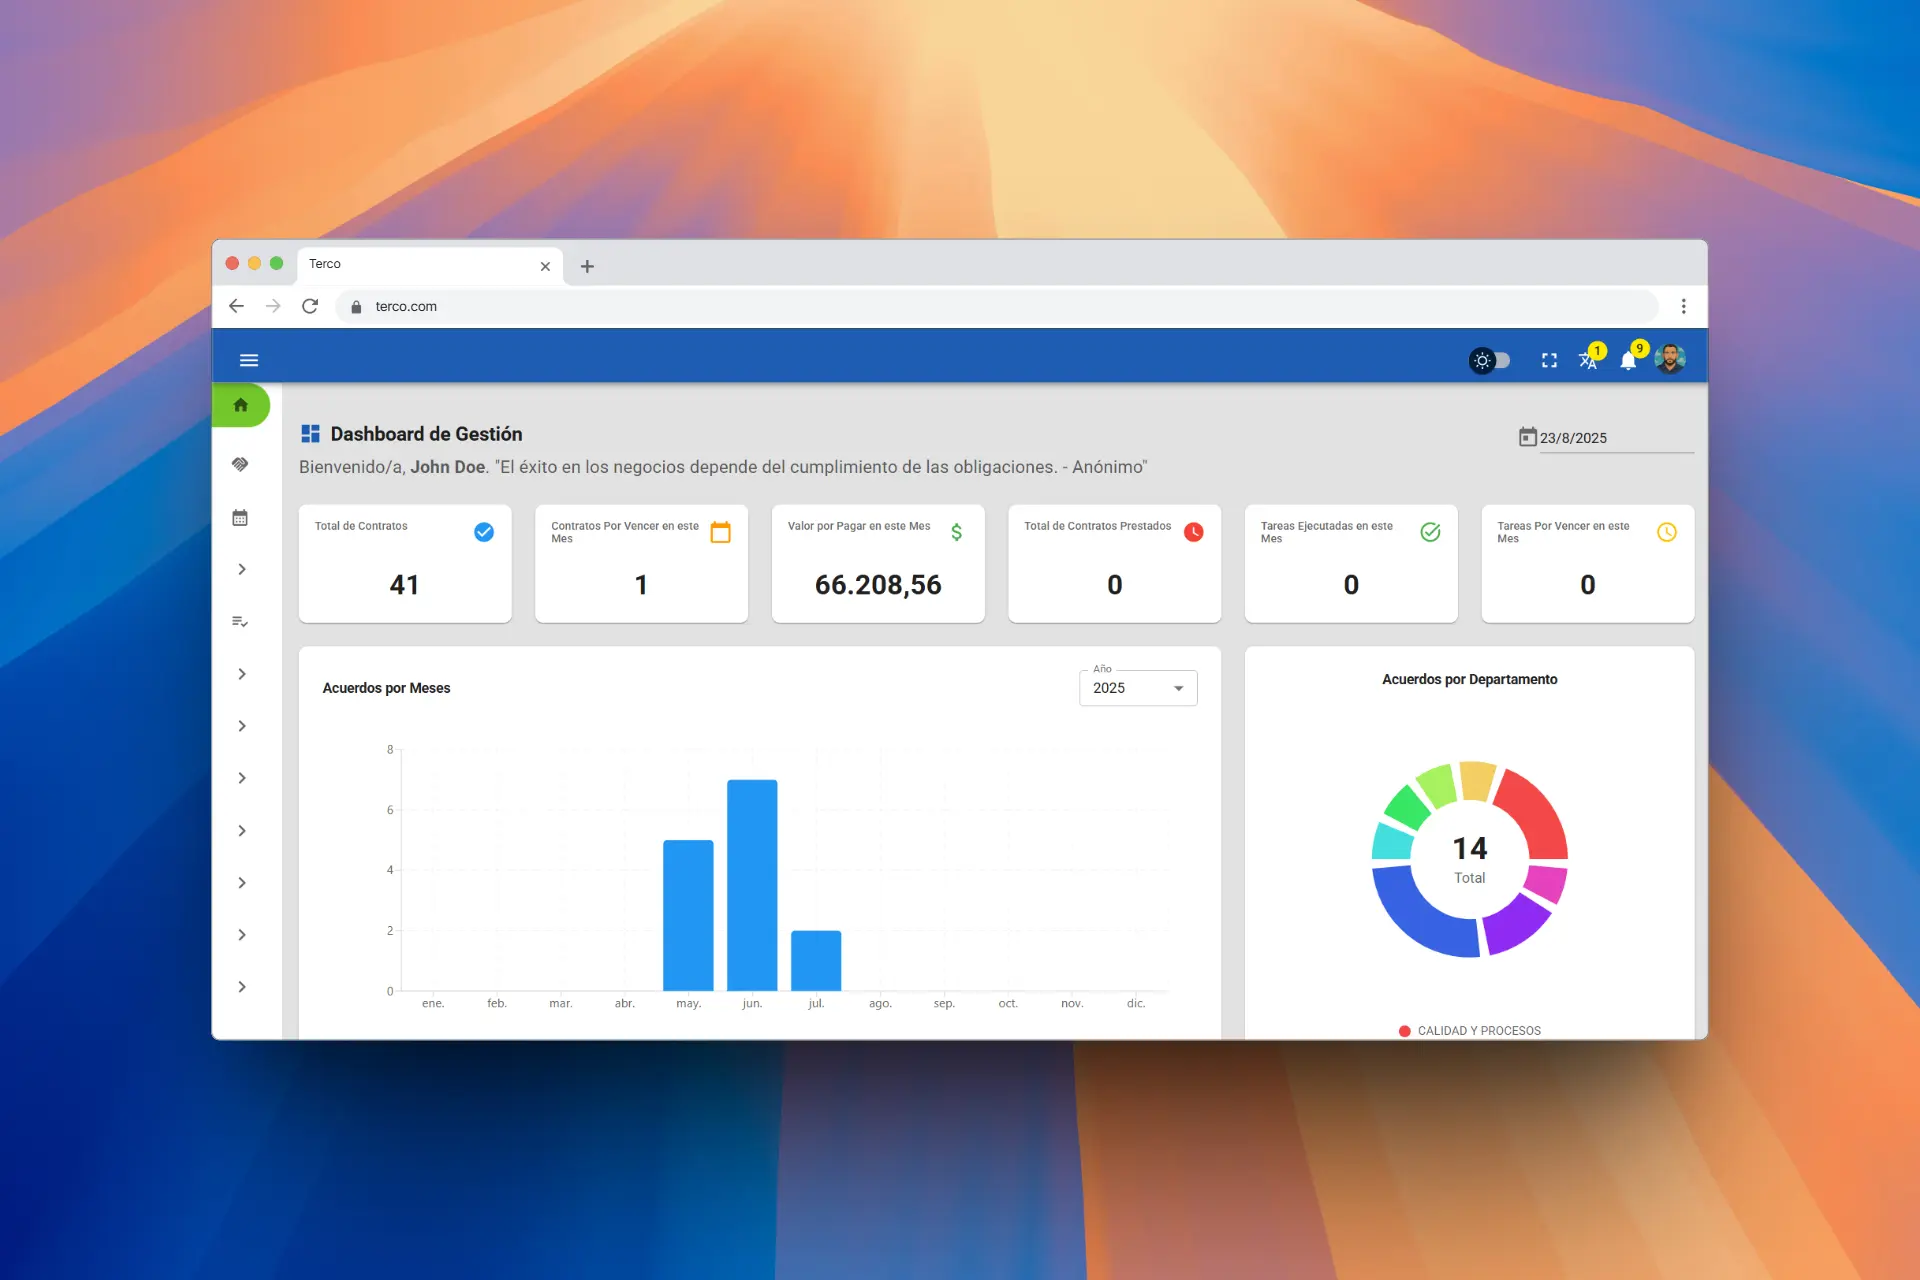 Terco
terco.com
1
9
Dashboard de Gestión
23/8/2025
Bienvenido/a, John Doe. "El éxito en los negocios depende del cumplimiento de las obligaciones. - Anónimo"
Total de Contratos
41
Contratos Por Vencer en este
Mes
1
Valor por Pagar en este Mes
$
66.208,56
Total de Contratos Prestados
0
Tareas Ejecutadas en este
Mes
0
Tareas Por Vencer en este
Mes
0
Acuerdos por Meses
Año
2025
8
6
4
2
0
ene. feb. mar. abr. may. jun. jul. ago. sep. oct. nov. dic.
Acuerdos por Departamento
14
Total
CALIDAD Y PROCESOS